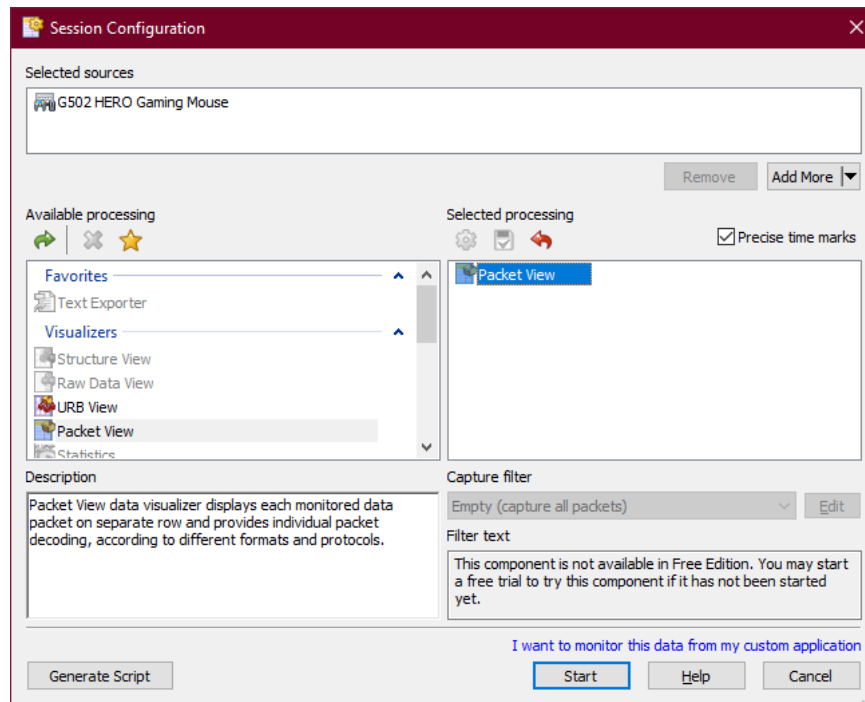 Session Configuration
Selected sources
G502 HERO Gaming Mouse
Remove
Add More
Available processing
Selected processing
Precise time marks
Favorites
Text Exporter
Visualizers
Structure View
Raw Data View
URB View
Packet View
Statistics
Packet View
Description
Packet View data visualizer displays each monitored data
packet on separate row and provides individual packet
decoding, according to different formats and protocols.
Capture filter
Empty (capture all packets)
Edit
Filter text
This component is not available in Free Edition. You may start
a free trial to try this component if it has not been started
yet.
I want to monitor this data from my custom application
Generate Script
Start
Help
Cancel